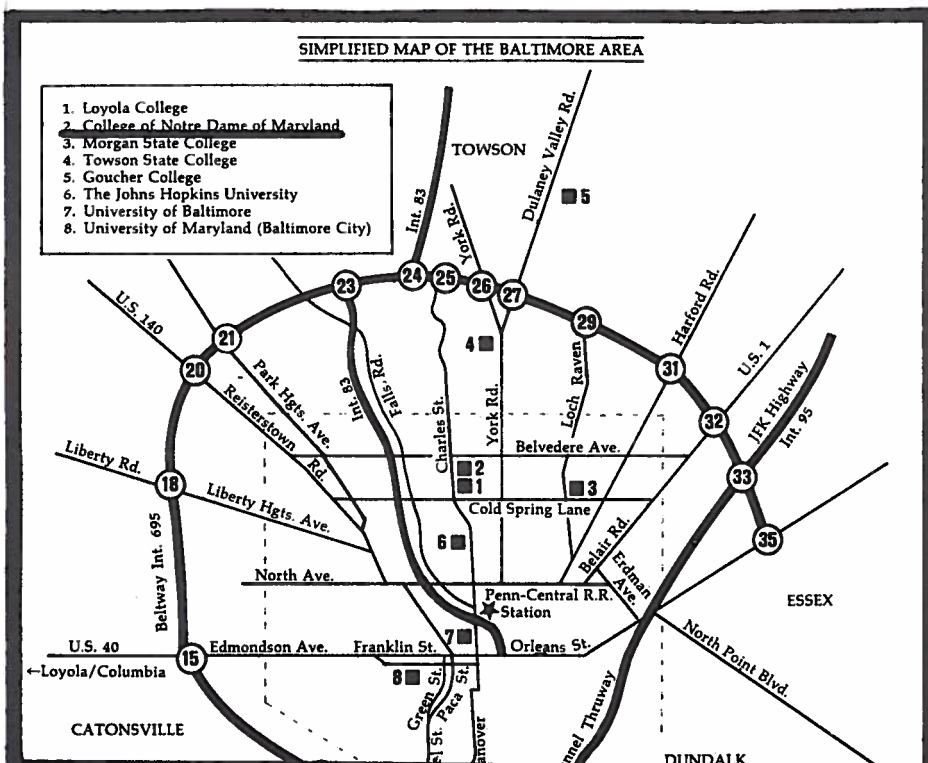 SIMPLIFIED MAP OF THE BALTIMORE AREA
1. Loyola College
2. College of Notre Dame of Maryland
3. Morgan State College
4. Towson State College
5. Goucher College
6. The Johns Hopkins University
7. University of Baltimore
8. University of Maryland (Baltimore City)
TOWSON
Dulaney Valley Rd.
5
Int. 83
York Rd.
23
24
25
26
27
29
Harford Rd.
U.S. 140
21
20
4
31
U.S. 1
Park Hgts. Ave.
Int. 83
Falls Rd.
Loch Raven
JFK Highway
Int. 95
Reisterstown Rd.
Charles St.
York Rd.
32
Liberty Rd.
Belvedere Ave.
2
1
3
33
18
Liberty Hgts. Ave.
Cold Spring Lane
Beltway Int. 695
6
Belair Rd.
35
North Ave.
Erdman Ave.
Penn-Central R.R.
Station
ESSEX
7
U.S. 40
15
Edmondson Ave.
Franklin St.
Orleans St.
North Point Blvd.
←Loyola/Columbia
8
Green St.
Paca St.
CATONSVILLE
Thruway
DUNDALK